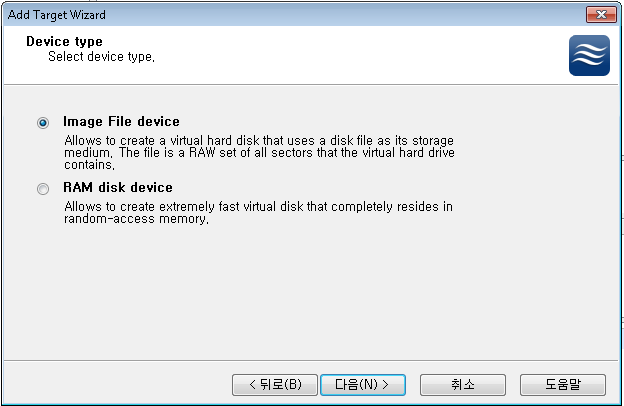 Add Target Wizard
Device type
Select device type.
Image File device
Allows to create a virtual hard disk that uses a disk file as its storage
medium. The file is a RAW set of all sectors that the virtual hard drive
contains.
RAM disk device
Allows to create extremely fast virtual disk that completely resides in
random-access memory.
< 뒤로(B)
다음(N) >
취소
도움말